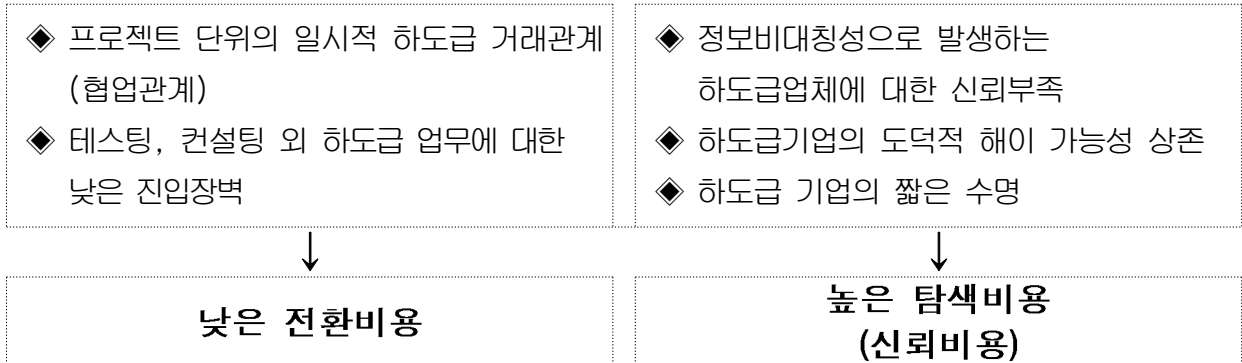 ◈ 프로젝트 단위의 일시적 하도급 거래관계
(협업관계)
◈ 테스팅, 컨설팅 외 하도급 업무에 대한
낮은 진입장벽
◈ 정보비대칭성으로 발생하는
하도급업체에 대한 신뢰부족
◈ 하도급기업의 도덕적 해이 가능성 상존
◈ 하도급 기업의 짧은 수명
낮은 전환비용
높은 탐색비용
(신뢰비용)